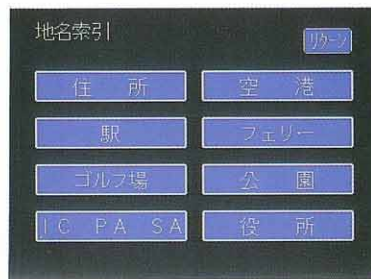 地名索引
リターン
住 所 空 港
駅 フェリー
ゴルフ場 公 園
IC PA SA 役 所